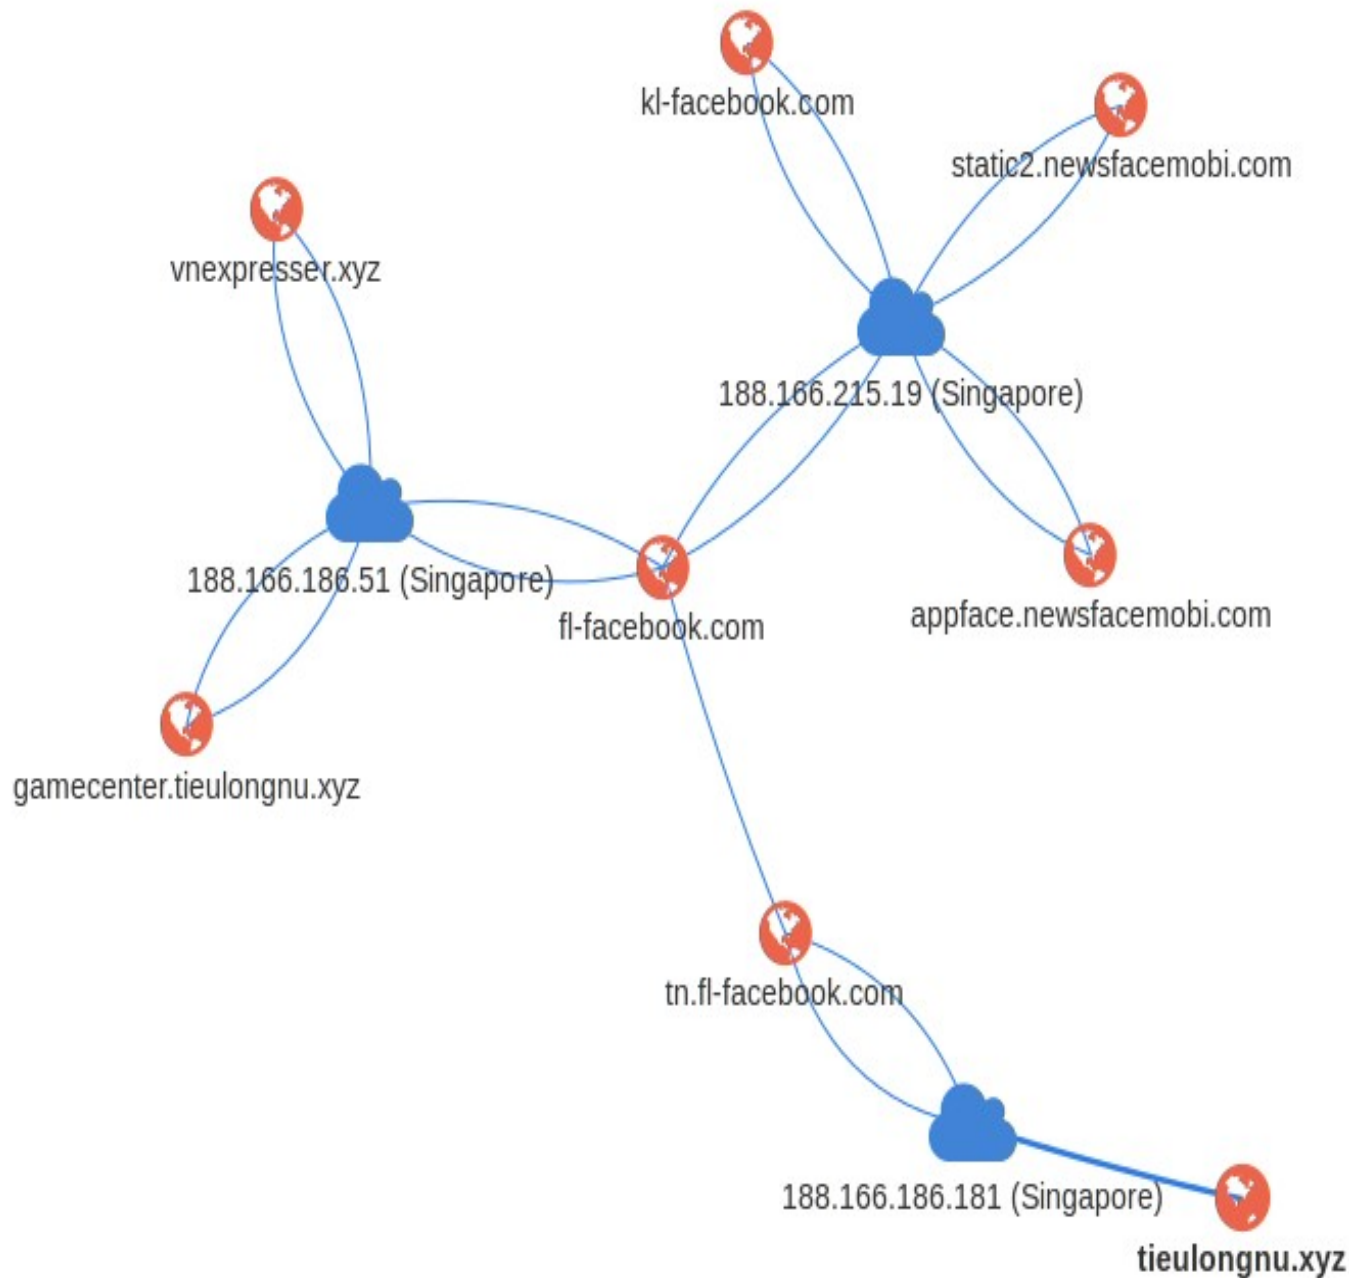 kl-facebook.com
static2.newsfacemobi.com
vnexpresser.xyz
188.166.215.19 (Singapore)
188.166.186.51 (Singapore)
fl-facebook.com
appface.newsfacemobi.com
gamecenter.tieulongnu.xyz
tn.fl-facebook.com
188.166.186.181 (Singapore)
tieulongnu.xyz